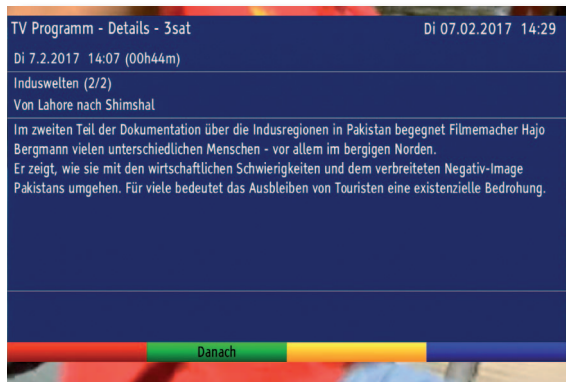 TV Programm - Details - 3sat
Di 07.02.2017 14:29
Di 7.2.2017 14:07 (00h44m)
Induswelten (2/2)
Von Lahore nach Shimshal
Im zweiten Teil der Dokumentation über die Indusregionen in Pakistan begegnet Filmemacher Hajo
Bergmann vielen unterschiedlichen Menschen - vor allem im bergigen Norden.
Er zeigt, wie sie mit den wirtschaftlichen Schwierigkeiten und dem verbreiteten Negativ-Image
Pakistans umgehen. Für viele bedeutet das Ausbleiben von Touristen eine existenzielle Bedrohung.
Danach